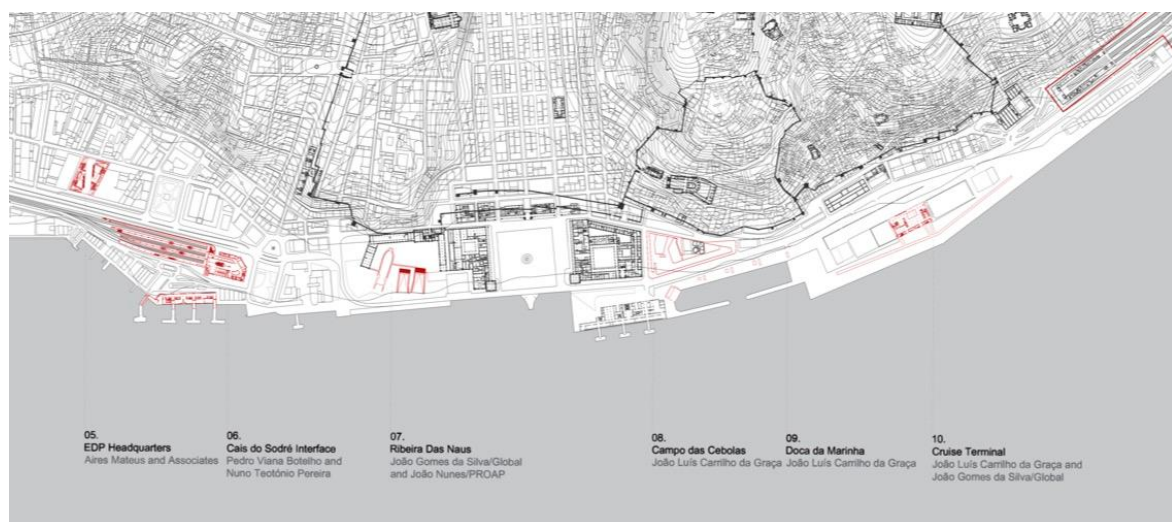 05.
EDP Headquarters
Aires Mateus and Associates
06.
Cais do Sodré Interface
Pedro Viana Botelho and
Nuno Teotónio Pereira
07.
Ribeira Das Naus
João Gomes da Silva/Global
and João Nunes/PROAP
08.
Campo das Cebolas
João Luís Carrilho da Graça
09.
Doca da Marinha
João Luís Carrilho da Graça
10.
Cruise Terminal
João Luís Carrilho da Graça and
João Gomes da Silva/Global